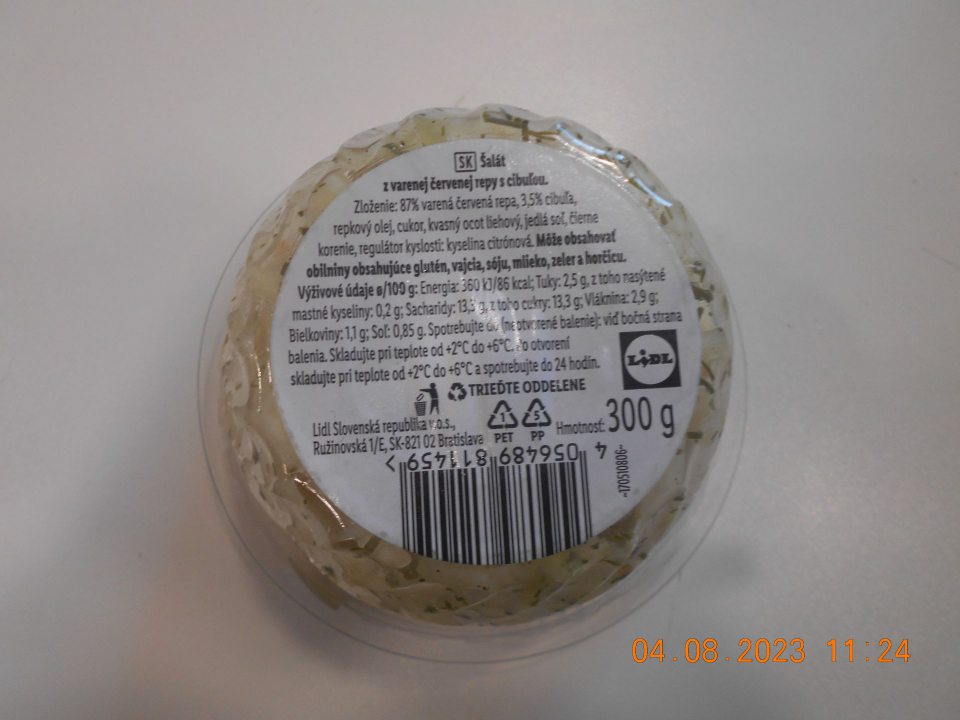 SK Šalát
z varenej červenej repy s cibuľou.
Zloženie: 87% varená červená repa, 3,5% cibuľa,
repkový olej, cukor, kvasný ocot liehový, jedlá soľ, čierne
korenie, regulátor kyslosti: kyselina citrónová. Môže obsahovať
obilniny obsahujúce glutén, vajcia, sóju, mlieko, zeler a horčicu.
Výživové údaje ø/100 g: Energia: 360 kJ/86 kcal; Tuky: 2,5 g, z toho nasýtené
mastné kyseliny: 0,2 g; Sacharidy: 13,3 g, z toho cukry: 13,3 g; Vláknina: 2,9 g;
Bielkoviny: 1,1 g; Soľ: 0,85 g. Spotrebujte do (neotvorené balenie): viď bočná strana
balenia. Skladujte pri teplote od +2°C do +6°C. Po otvorení
skladujte pri teplote od +2°C do +6°C a spotrebujte do 24 hodín.
LIDL
TRIEĎTE ODDELENE
Lidl Slovenská republika v.o.s.,
Ružinovská 1/E, SK-821 02 Bratislava
1 PET
5 PP
Hmotnosť: 300 g
4 056489 811459 >
-170510806-
04.08.2023 11:24